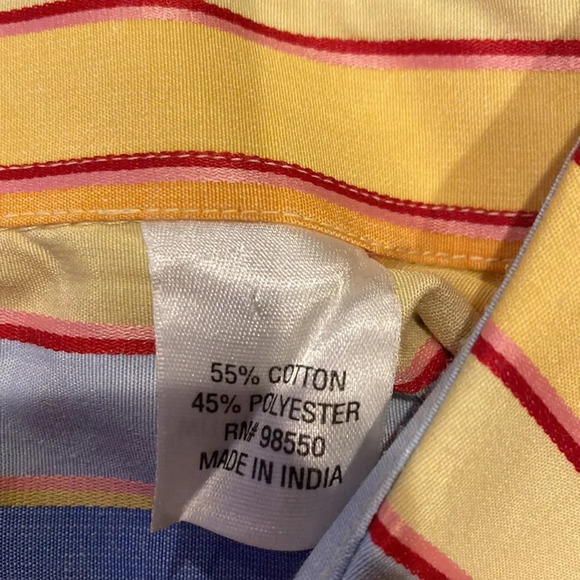 55% COTTON
45% POLYESTER
RN# 98550
MADE IN INDIA